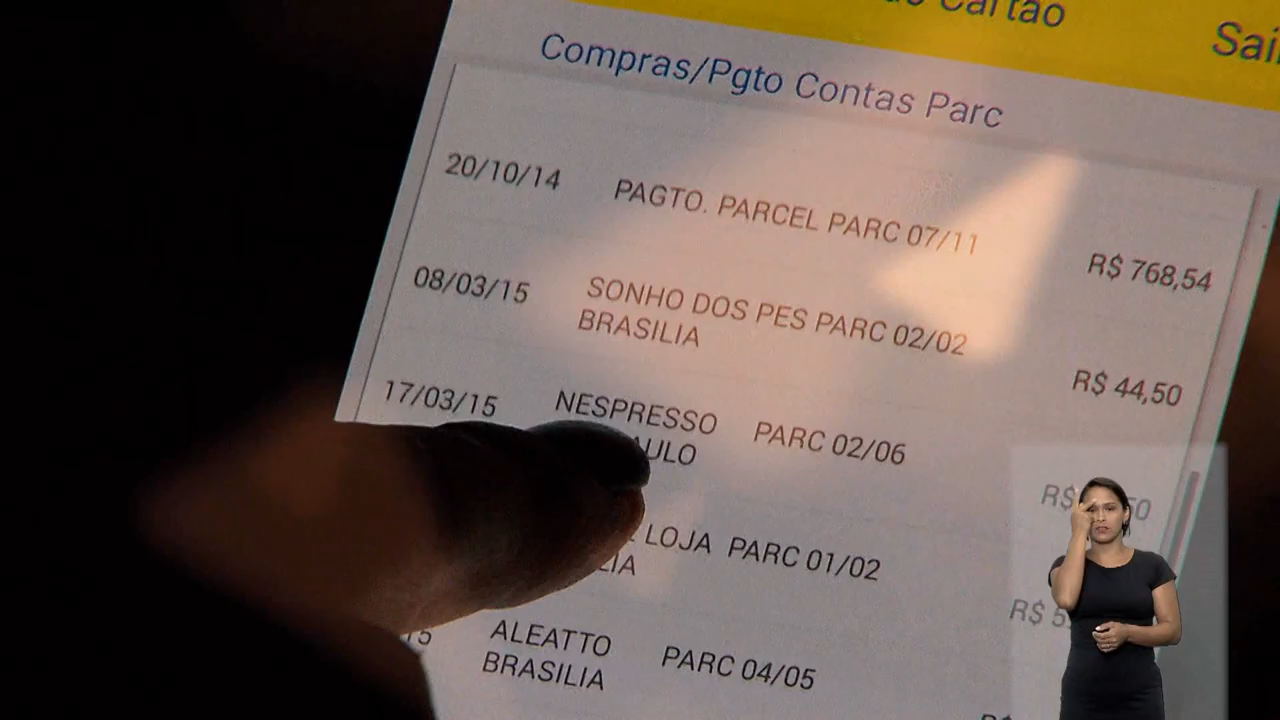 Cartão
Compras/Pgto Contas Parc
20/10/14 PAGTO. PARCEL PARC 07/11 R$ 768,54
08/03/15 SONHO DOS PES PARC 02/02
BRASILIA R$ 44,50
17/03/15 NESPRESSO PARC 02/06
R$
LOJA PARC 01/02
R$
ALEATTO PARC 04/05
BRASILIA